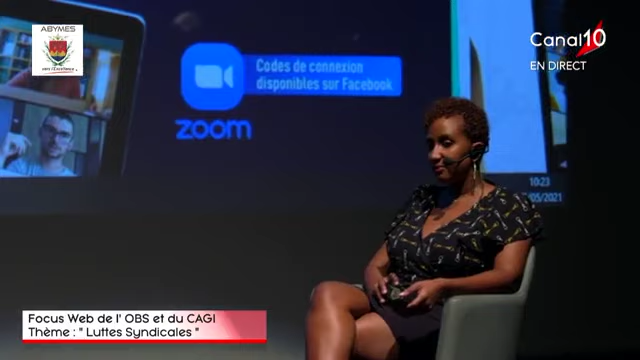 ABYMES
Canal10
EN DIRECT
Codes de connexion
disponibles sur Facebook
zoom
10:23
/05/2021
Focus Web de l' OBS et du CAGI
Thème : " Luttes Syndicales "